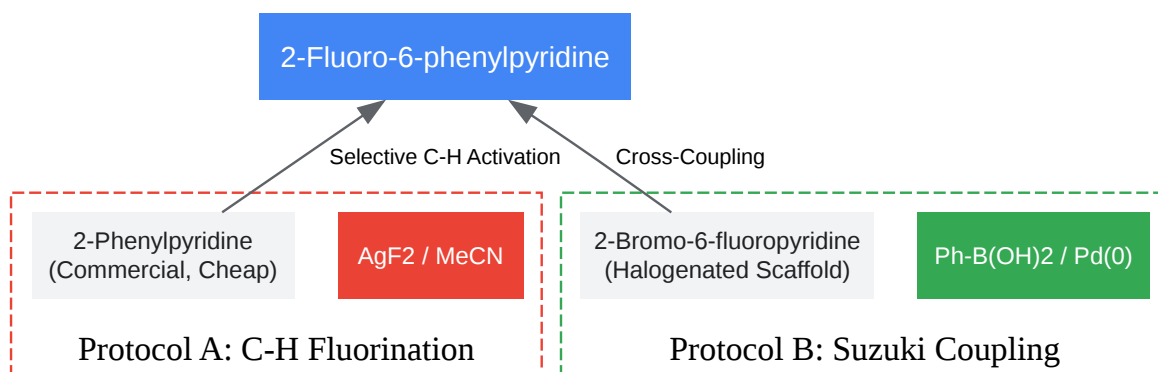 2-Fluoro-6-phenylpyridine
Selective C-H Activation
Cross-Coupling
2-Phenylpyridine
(Commercial, Cheap)
AgF2 / MeCN
2-Bromo-6-fluoropyridine
(Halogenated Scaffold)
Ph-B(OH)2 / Pd(0)
Protocol A: C-H Fluorination
Protocol B: Suzuki Coupling